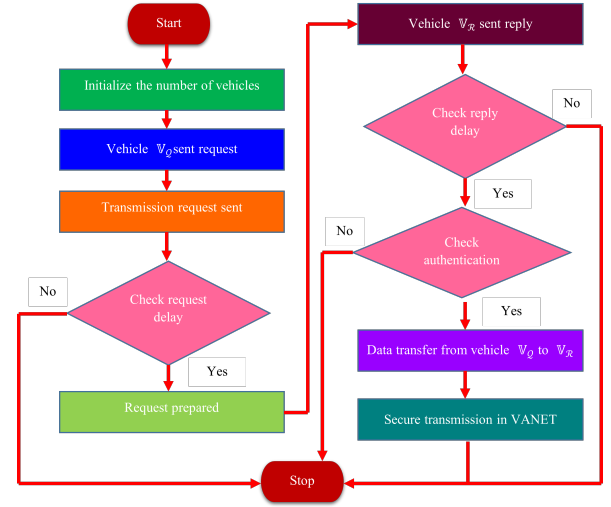 Start
Initialize the number of vehicles
Vehicle 𝕍𝒬 sent request
Transmission request sent
Check request
delay
No
Yes
Request prepared
Vehicle 𝕍ℛ sent reply
Check reply
delay
No
Yes
Check
authentication
No
Yes
Data transfer from vehicle 𝕍𝒬 to 𝕍ℛ
Secure transmission in VANET
Stop